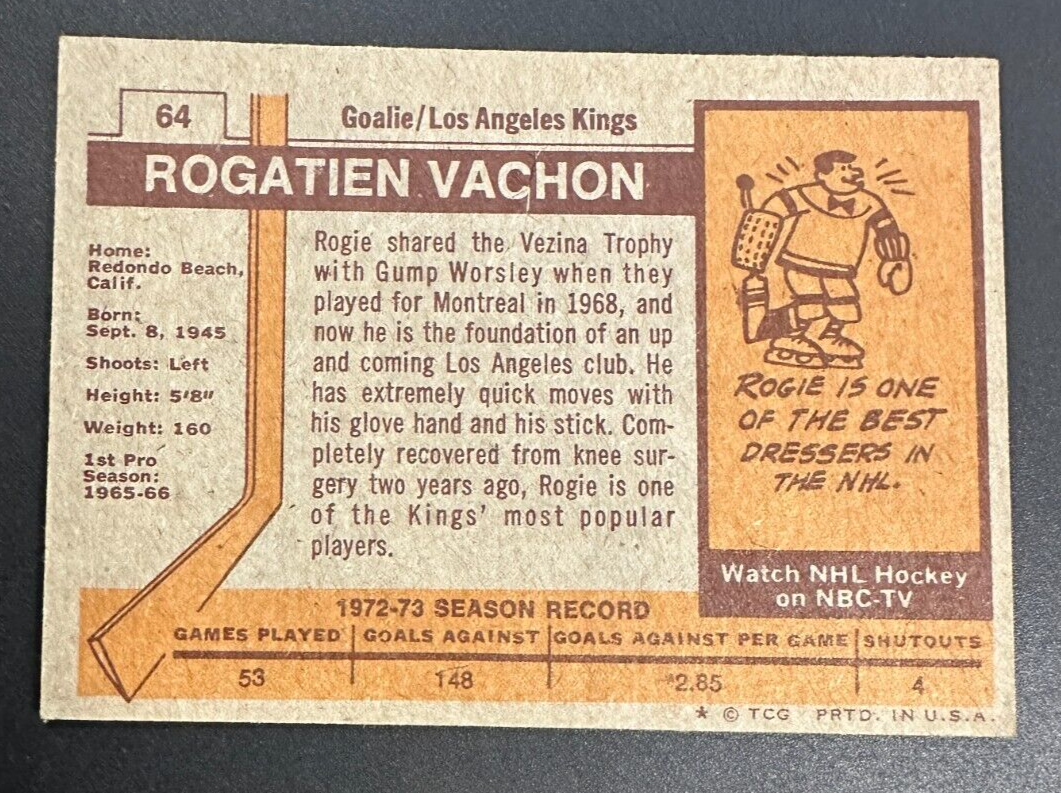 64
Goalie/Los Angeles Kings
ROGATIEN VACHON
Home:
Redondo Beach,
Calif.
Born:
Sept. 8, 1945
Shoots: Left
Height: 5'8"
Weight: 160
1st Pro
Season:
1965-66
Rogie shared the Vezina Trophy
with Gump Worsley when they
played for Montreal in 1968, and
now he is the foundation of an up
and coming Los Angeles club. He
has extremely quick moves with
his glove hand and his stick. Com-
pletely recovered from knee sur-
gery two years ago, Rogie is one
of the Kings' most popular
players.
ROGIE IS ONE
OF THE BEST
DRESSERS IN
THE NHL.
Watch NHL Hockey
on NBC-TV
1972-73 SEASON RECORD
GAMES PLAYED GOALS AGAINST GOALS AGAINST PER GAME SHUTOUTS
53 148 2.85 4
* © TCG PRTD. IN U.S.A.